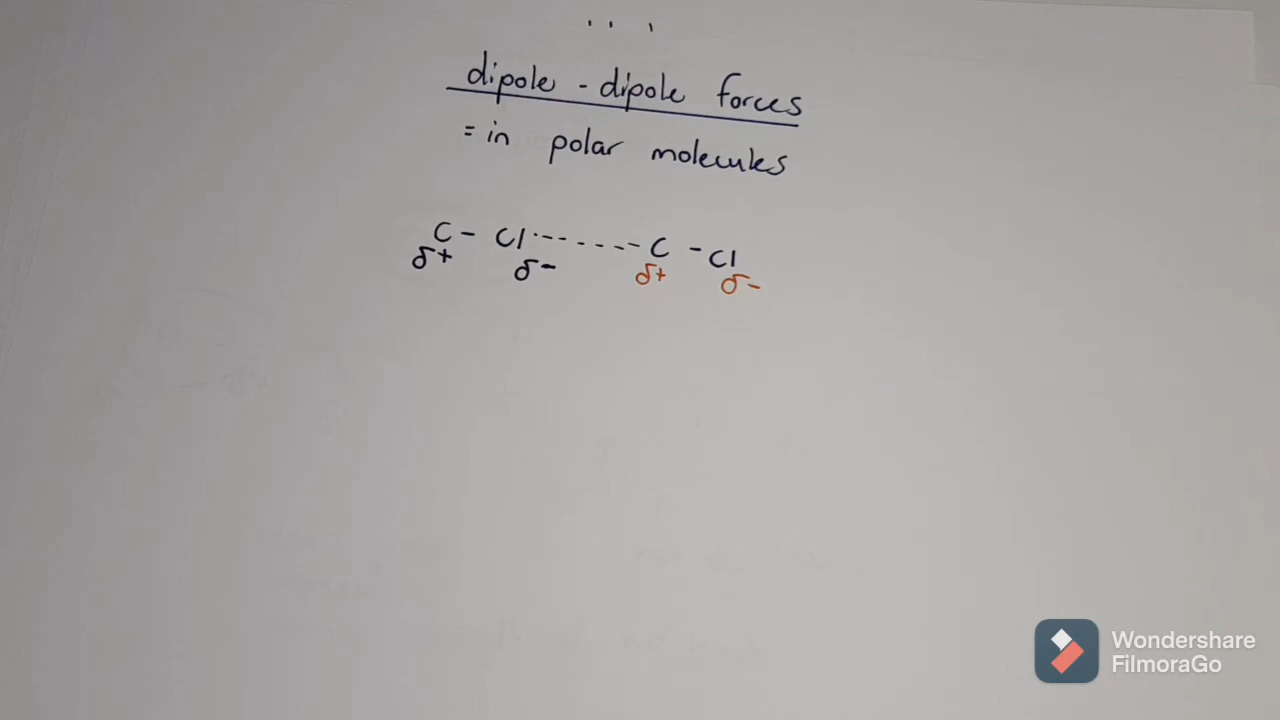 dipole - dipole forces
= in polar molecules
C - Cl ------- C - Cl
δ+ δ- δ+ δ-
Wondershare
FilmoraGo